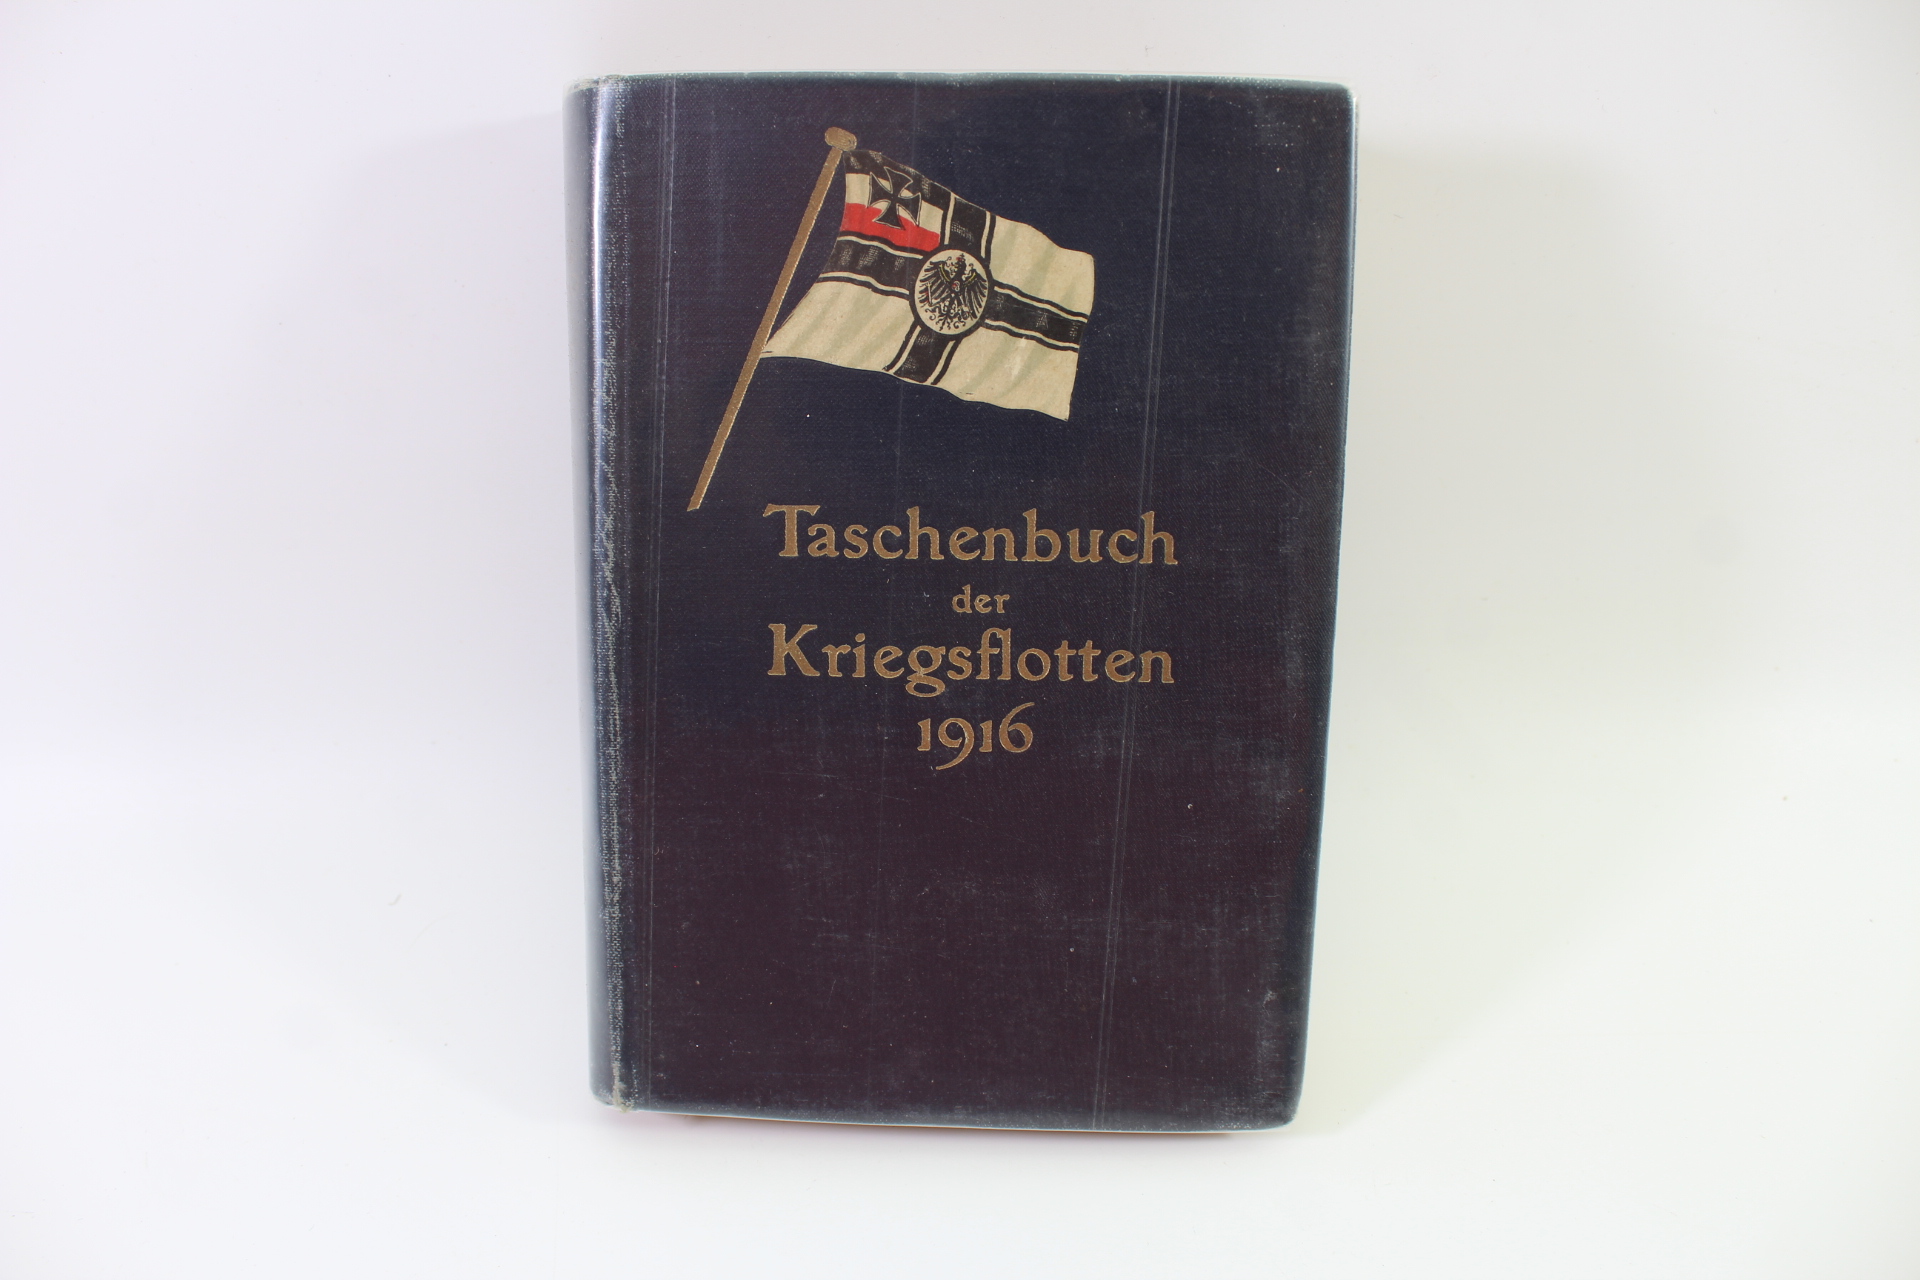 Taschenbuch
der
Kriegsflotten
1916